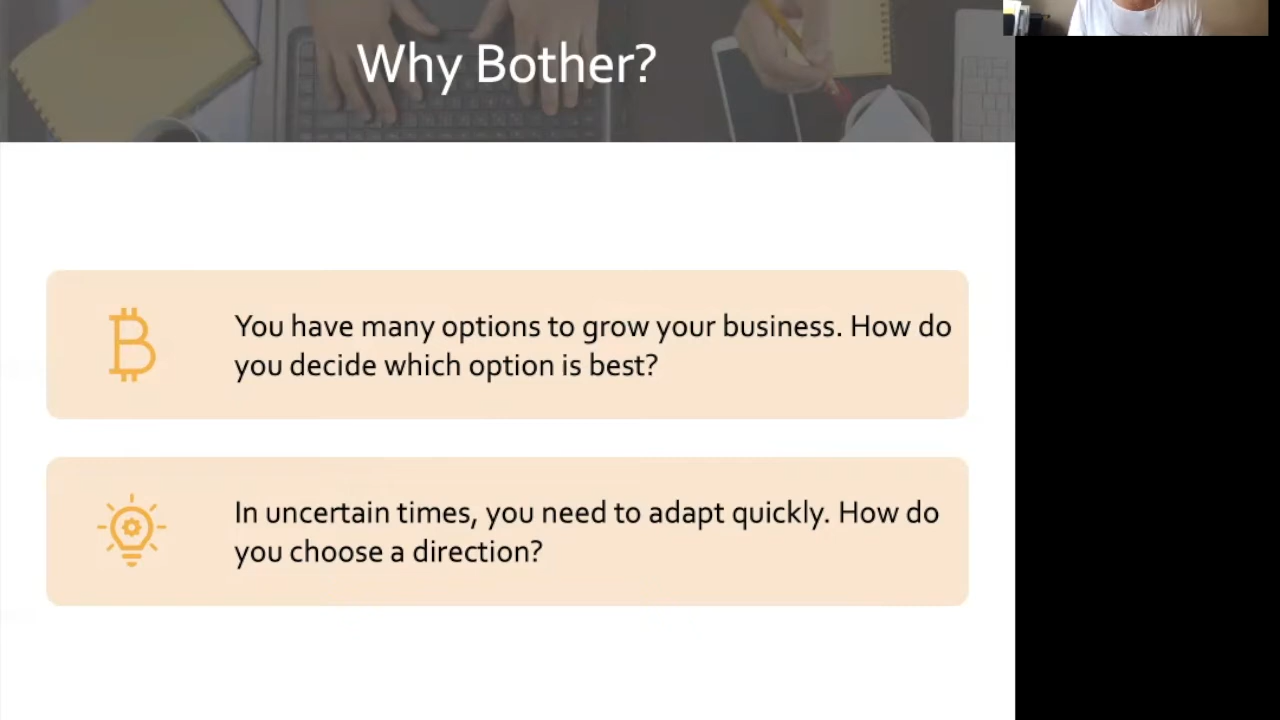 Why Bother?
You have many options to grow your business. How do
you decide which option is best?
In uncertain times, you need to adapt quickly. How do
you choose a direction?